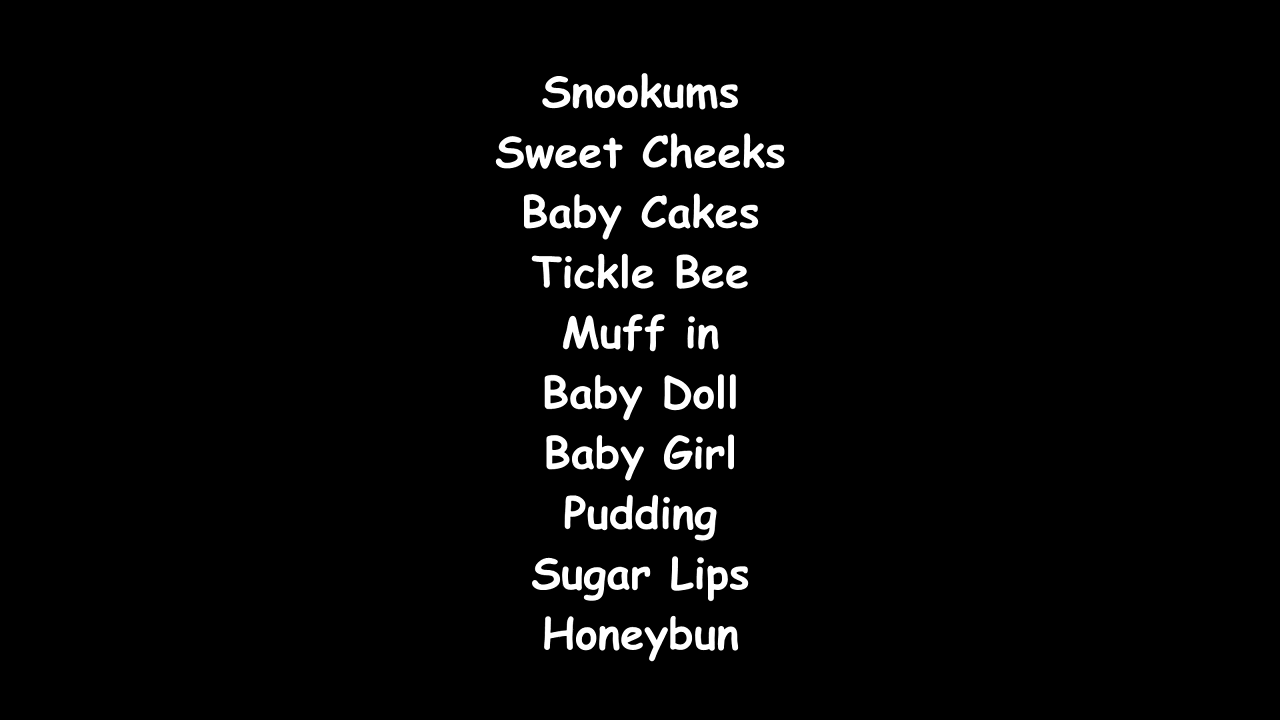 Snookums
Sweet Cheeks
Baby Cakes
Tickle Bee
Muff in
Baby Doll
Baby Girl
Pudding
Sugar Lips
Honeybun